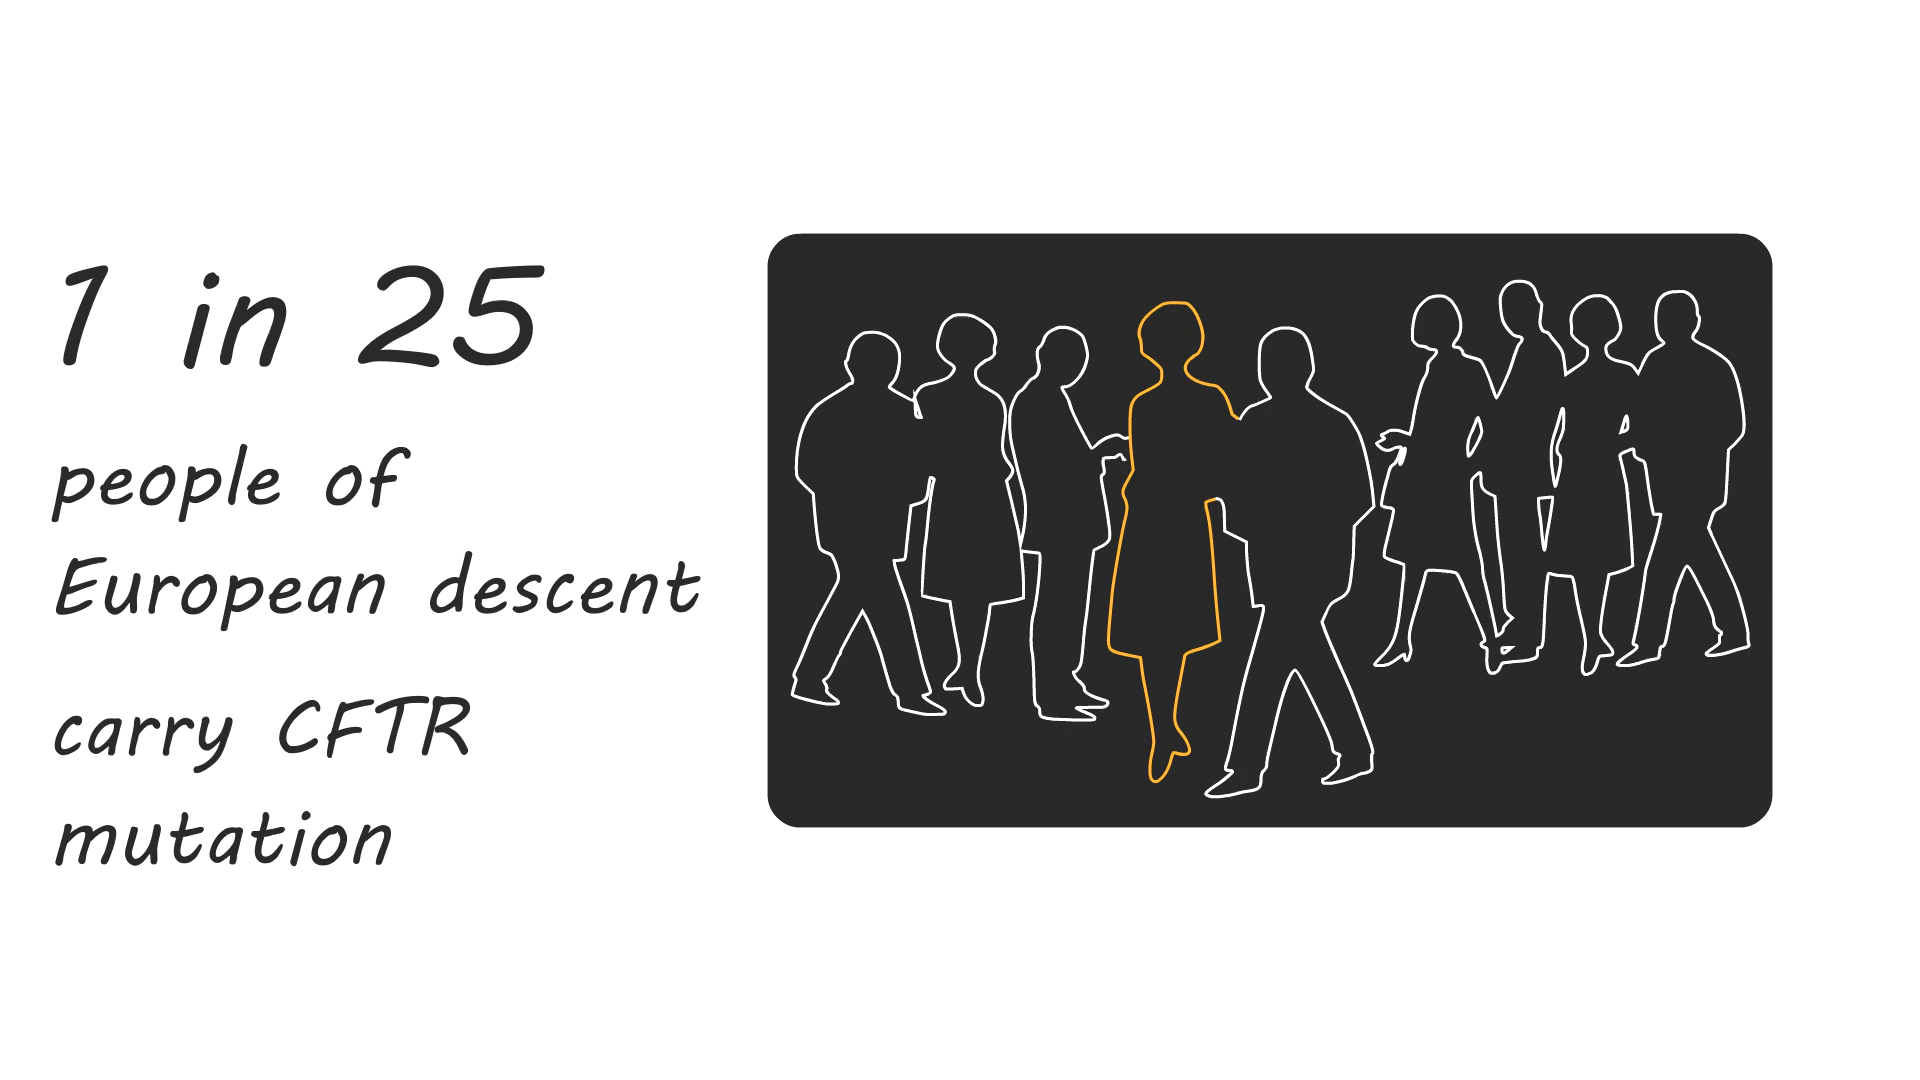 1 in 25
people of
European descent
carry CFTR
mutation